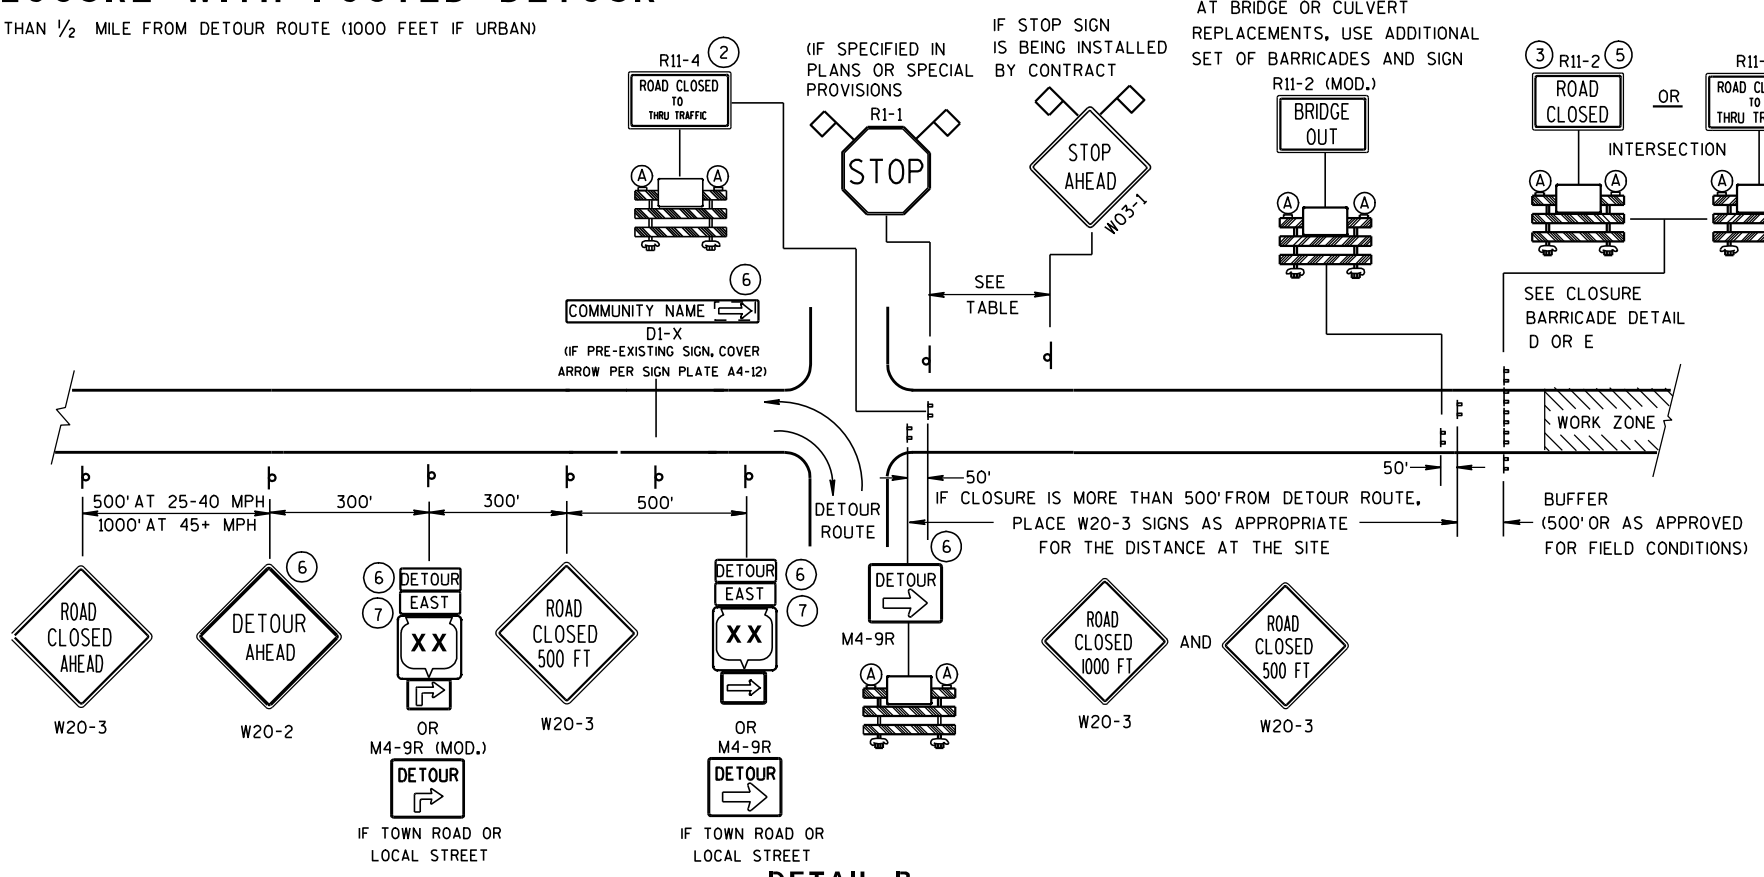 THAN 1/2 MILE FROM DETOUR ROUTE (1000 FEET IF URBAN)
R11-4
2
ROAD CLOSED
TO
THRU TRAFFIC
A
A
(IF SPECIFIED IN
PLANS OR SPECIAL
PROVISIONS
R1-1
STOP
IF STOP SIGN
IS BEING INSTALLED
BY CONTRACT
STOP
AHEAD
W03-1
AT BRIDGE OR CULVERT
REPLACEMENTS, USE ADDITIONAL
SET OF BARRICADES AND SIGN
R11-2 (MOD.)
BRIDGE
OUT
A
A
3
R11-2
5
ROAD
CLOSED
OR
INTERSECTION
A
A
A
TO
SEE CLOSURE
BARRICADE DETAIL
D OR E
6
COMMUNITY NAME
D1-X
(IF PRE-EXISTING SIGN, COVER
ARROW PER SIGN PLATE A4-12)
SEE
TABLE
WORK ZONE
500' AT 25-40 MPH
1000' AT 45+ MPH
300'
300'
500'
DETOUR
ROUTE
50'
50'
IF CLOSURE IS MORE THAN 500' FROM DETOUR ROUTE,
PLACE W20-3 SIGNS AS APPROPRIATE
FOR THE DISTANCE AT THE SITE
BUFFER
(500' OR AS APPROVED
FOR FIELD CONDITIONS)
ROAD
CLOSED
AHEAD
W20-3
6
DETOUR
AHEAD
W20-2
6
7
DETOUR
EAST
XX
OR
M4-9R (MOD.)
DETOUR
IF TOWN ROAD OR
LOCAL STREET
ROAD
CLOSED
500 FT
W20-3
DETOUR
EAST
XX
6
7
OR
M4-9R
DETOUR
IF TOWN ROAD OR
LOCAL STREET
6
DETOUR
M4-9R
A
A
ROAD
CLOSED
1000 FT
W20-3
AND
ROAD
CLOSED
500 FT
W20-3